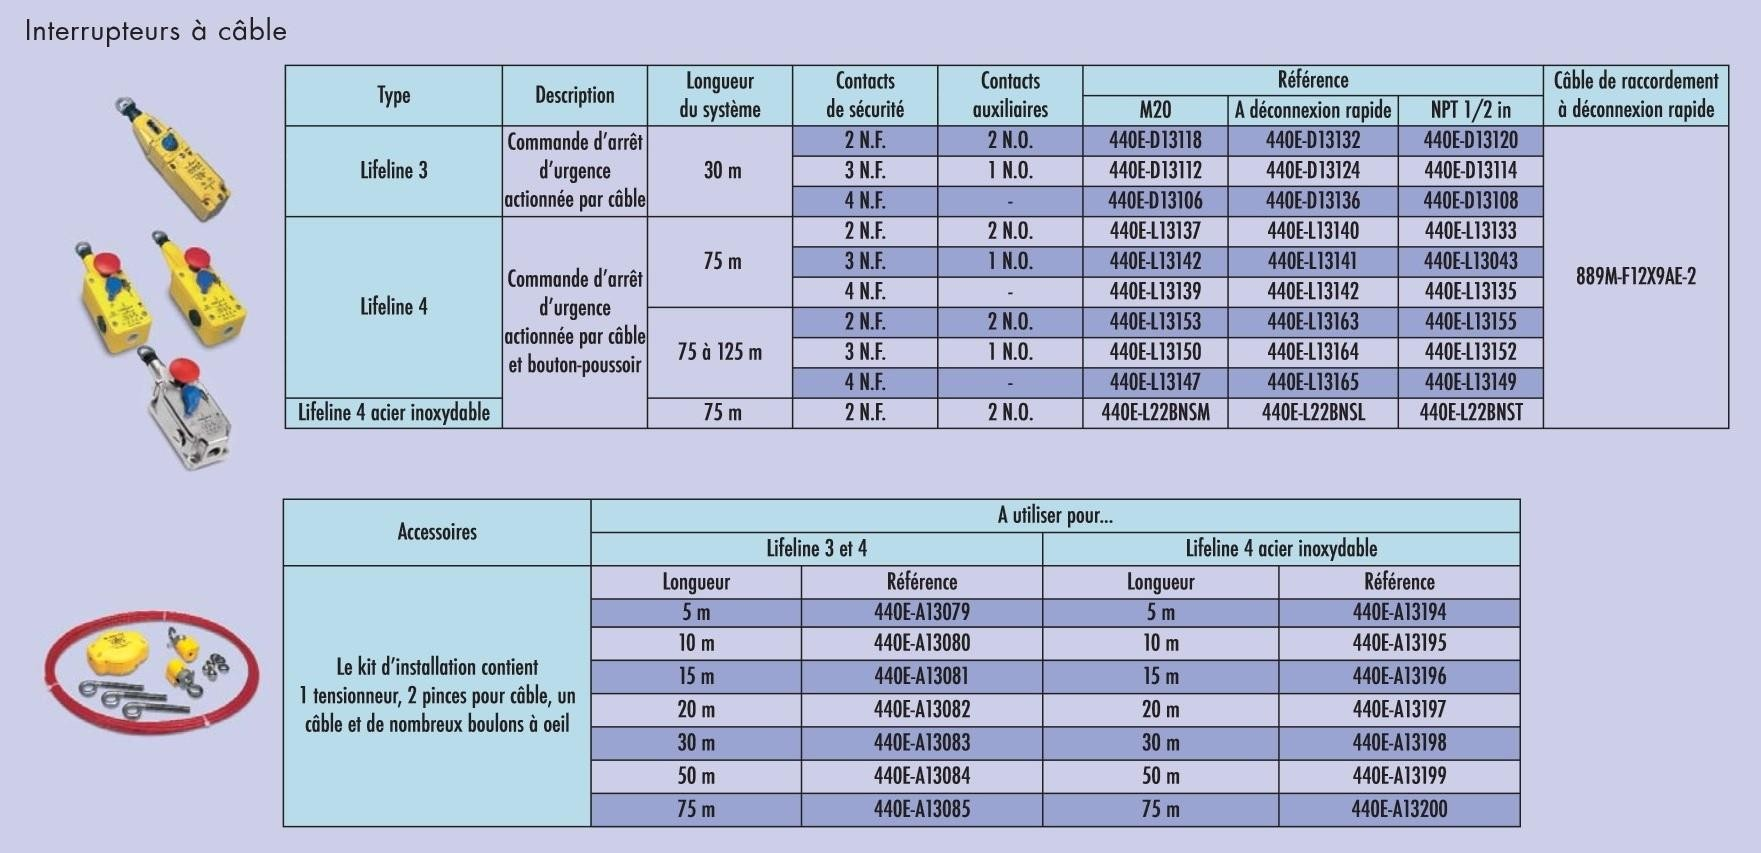 Interrupteurs à câble
Type Description Longueur du système Contacts de sécurité Contacts auxiliaires Référence Câble de raccordement à déconnexion rapide
M20 A déconnexion rapide NPT 1/2 in
Lifeline 3 Commande d'arrêt d'urgence actionnée par câble 30 m 2 N.F. 2 N.O. 440E-D13118 440E-D13132 440E-D13120 889M-F12X9AE-2
3 N.F. 1 N.O. 440E-D13112 440E-D13124 440E-D13114
4 N.F. - 440E-D13106 440E-D13136 440E-D13108
Lifeline 4 Commande d'arrêt d'urgence actionnée par câble et bouton-poussoir 75 m 2 N.F. 2 N.O. 440E-L13137 440E-L13140 440E-L13133
3 N.F. 1 N.O. 440E-L13142 440E-L13141 440E-L13043
4 N.F. - 440E-L13139 440E-L13142 440E-L13135
75 à 125 m 2 N.F. 2 N.O. 440E-L13153 440E-L13163 440E-L13155
3 N.F. 1 N.O. 440E-L13150 440E-L13164 440E-L13152
4 N.F. - 440E-L13147 440E-L13165 440E-L13149
Lifeline 4 acier inoxydable 75 m 2 N.F. 2 N.O. 440E-L22BNSM 440E-L22BNSL 440E-L22BNST
Accessoires A utiliser pour...
Lifeline 3 et 4 Lifeline 4 acier inoxydable
Le kit d'installation contient
1 tensionneur, 2 pinces pour câble, un
câble et de nombreux boulons à oeil
Longueur Référence Longueur Référence
5 m 440E-A13079 5 m 440E-A13194
10 m 440E-A13080 10 m 440E-A13195
15 m 440E-A13081 15 m 440E-A13196
20 m 440E-A13082 20 m 440E-A13197
30 m 440E-A13083 30 m 440E-A13198
50 m 440E-A13084 50 m 440E-A13199
75 m 440E-A13085 75 m 440E-A13200